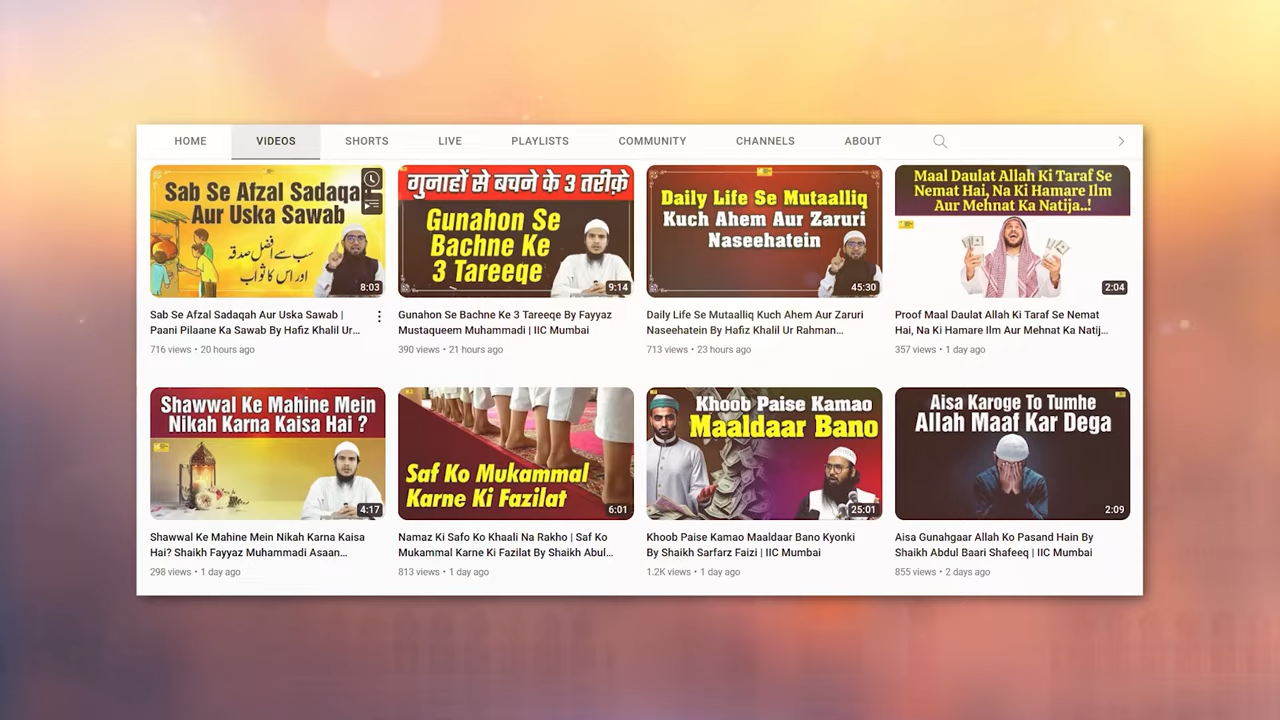 HOME VIDEOS SHORTS LIVE PLAYLISTS COMMUNITY CHANNELS ABOUT
Sab Se Afzal Sadaqa
Aur Uska Sawab
سب سے افضل صدقہ
اور اس کا ثواب
8:03
गुनाहों से बचने के 3 तरीक़े
Gunahon Se
Bachne Ke
3 Tareeqe
9:14
Daily Life Se Mutaalliq
Kuch Ahem Aur Zaruri
Naseehatein
45:30
Maal Daulat Allah Ki Taraf Se
Nemat Hai, Na Ki Hamare Ilm
Aur Mehnat Ka Natija..!
2:04
Sab Se Afzal Sadaqah Aur Uska Sawab |
Paani Pilaane Ka Sawab By Hafiz Khalil Ur...
716 views • 20 hours ago
Gunahon Se Bachne Ke 3 Tareeqe By Fayyaz
Mustaqueem Muhammadi | IIC Mumbai
390 views • 21 hours ago
Daily Life Se Mutaalliq Kuch Ahem Aur Zaruri
Naseehatein By Hafiz Khalil Ur Rahman...
713 views • 23 hours ago
Proof Maal Daulat Allah Ki Taraf Se Nemat
Hai, Na Ki Hamare Ilm Aur Mehnat Ka Natij...
357 views • 1 day ago
Shawwal Ke Mahine Mein
Nikah Karna Kaisa Hai ?
4:17
Saf Ko Mukammal
Karne Ki Fazilat
6:01
Khoob Paise Kamao
Maaldaar Bano
25:01
Aisa Karoge To Tumhe
Allah Maaf Kar Dega
2:09
Shawwal Ke Mahine Mein Nikah Karna Kaisa
Hai? Shaikh Fayyaz Muhammadi Asaan...
298 views • 1 day ago
Namaz Ki Safo Ko Khaali Na Rakho | Saf Ko
Mukammal Karne Ki Fazilat By Shaikh Abul...
813 views • 1 day ago
Khoob Paise Kamao Maaldaar Bano Kyonki
By Shaikh Sarfarz Faizi | IIC Mumbai
1.2K views • 1 day ago
Aisa Gunahgaar Allah Ko Pasand Hain By
Shaikh Abdul Baari Shafeeq | IIC Mumbai
855 views • 2 days ago